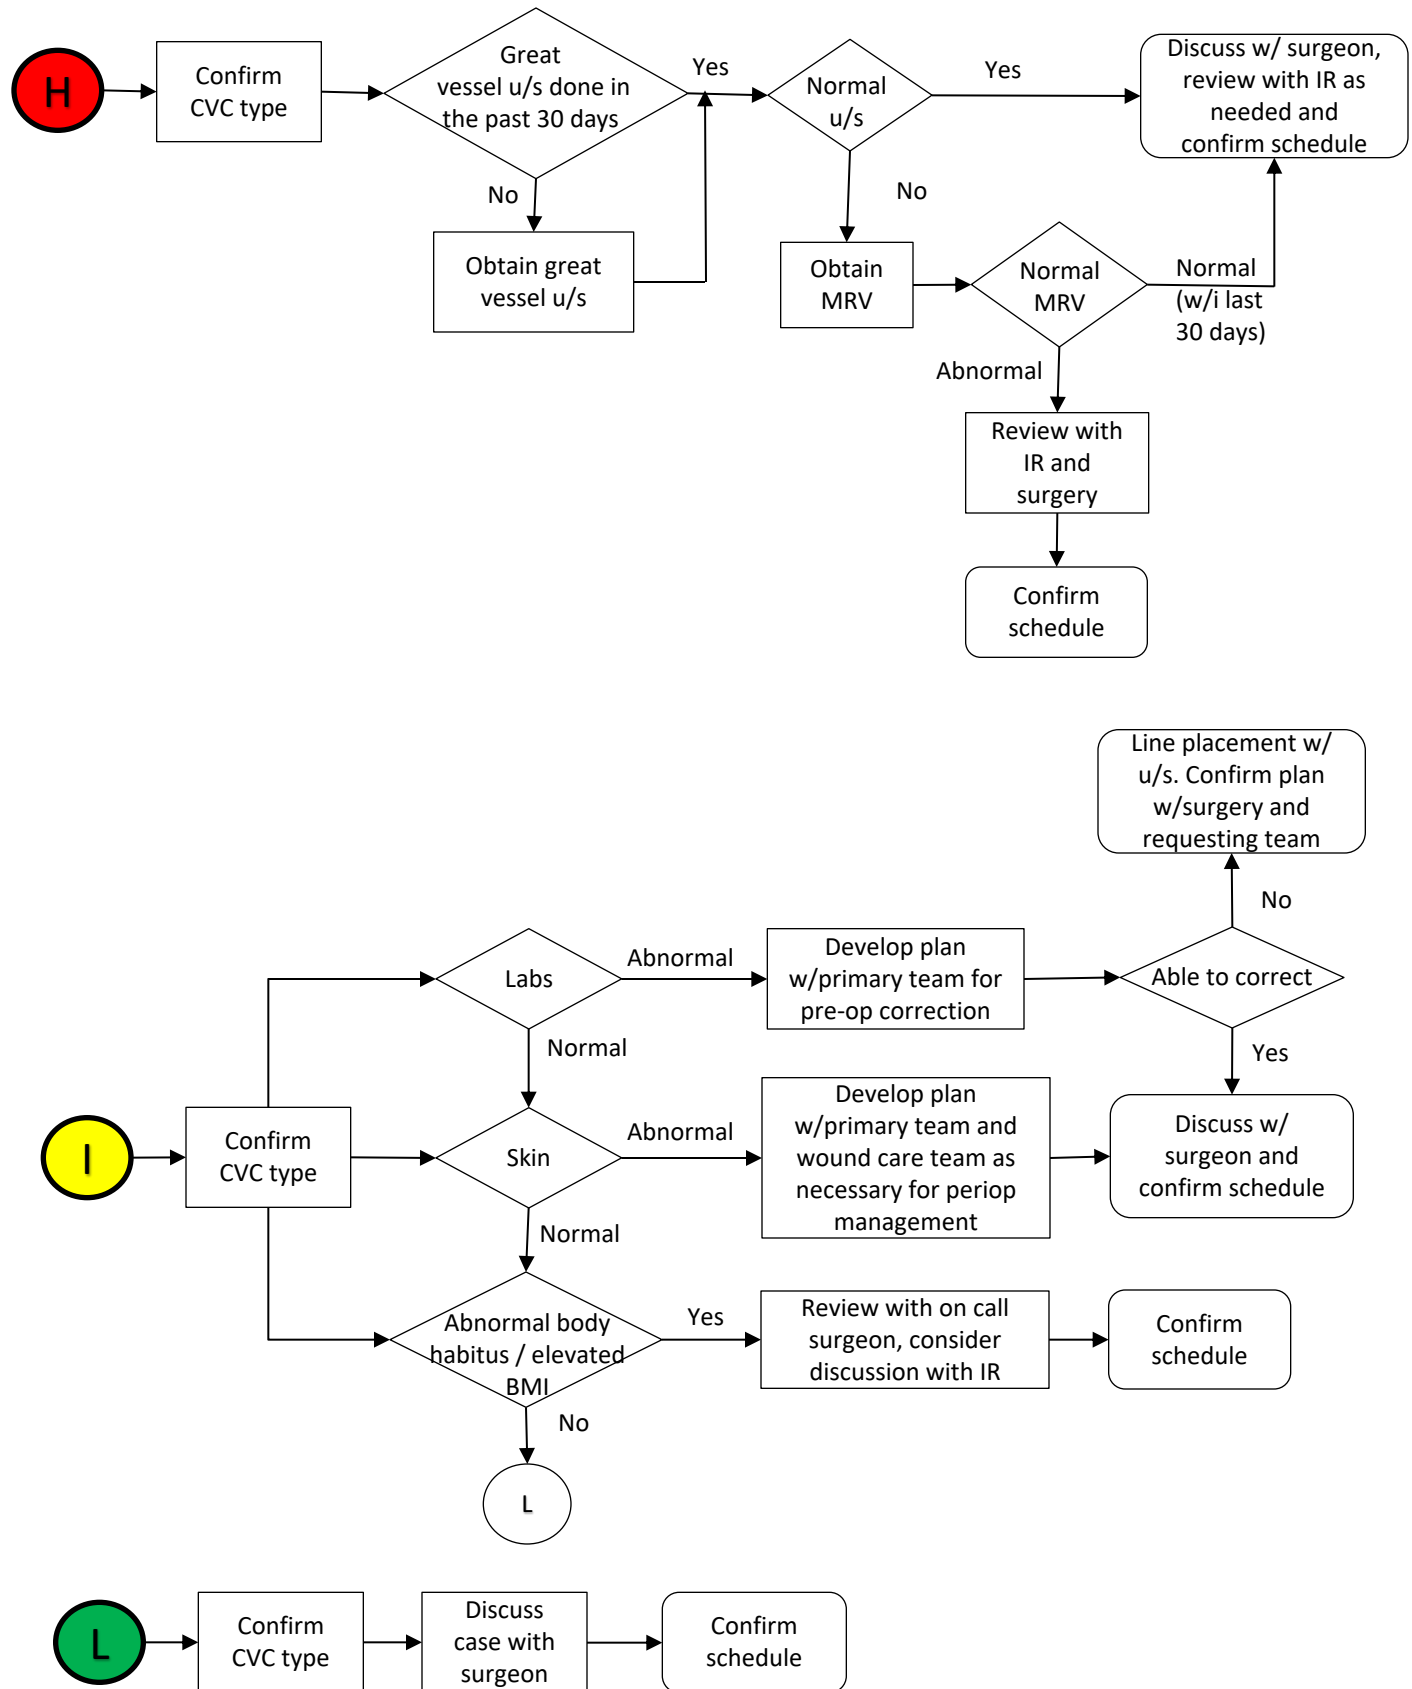 H
Confirm
CVC type
Great
vessel u/s done in
the past 30 days
Yes
Normal
u/s
Yes
Discuss w/ surgeon,
review with IR as
needed and
confirm schedule
No
Obtain great
vessel u/s
No
Obtain
MRV
Normal
MRV
Normal
(w/i last
30 days)
Abnormal
Review with
IR and
surgery
Confirm
schedule
Line placement w/
u/s. Confirm plan
w/surgery and
requesting team
No
Labs
Abnormal
Develop plan
w/primary team for
pre-op correction
Able to correct
Normal
Yes
I
Confirm
CVC type
Skin
Abnormal
Develop plan
w/primary team and
wound care team as
necessary for periop
management
Discuss w/
surgeon and
confirm schedule
Normal
Abnormal body
habitus / elevated
BMI
Yes
Review with on call
surgeon, consider
discussion with IR
Confirm
schedule
No
L
L
Confirm
CVC type
Discuss
case with
surgeon
Confirm
schedule